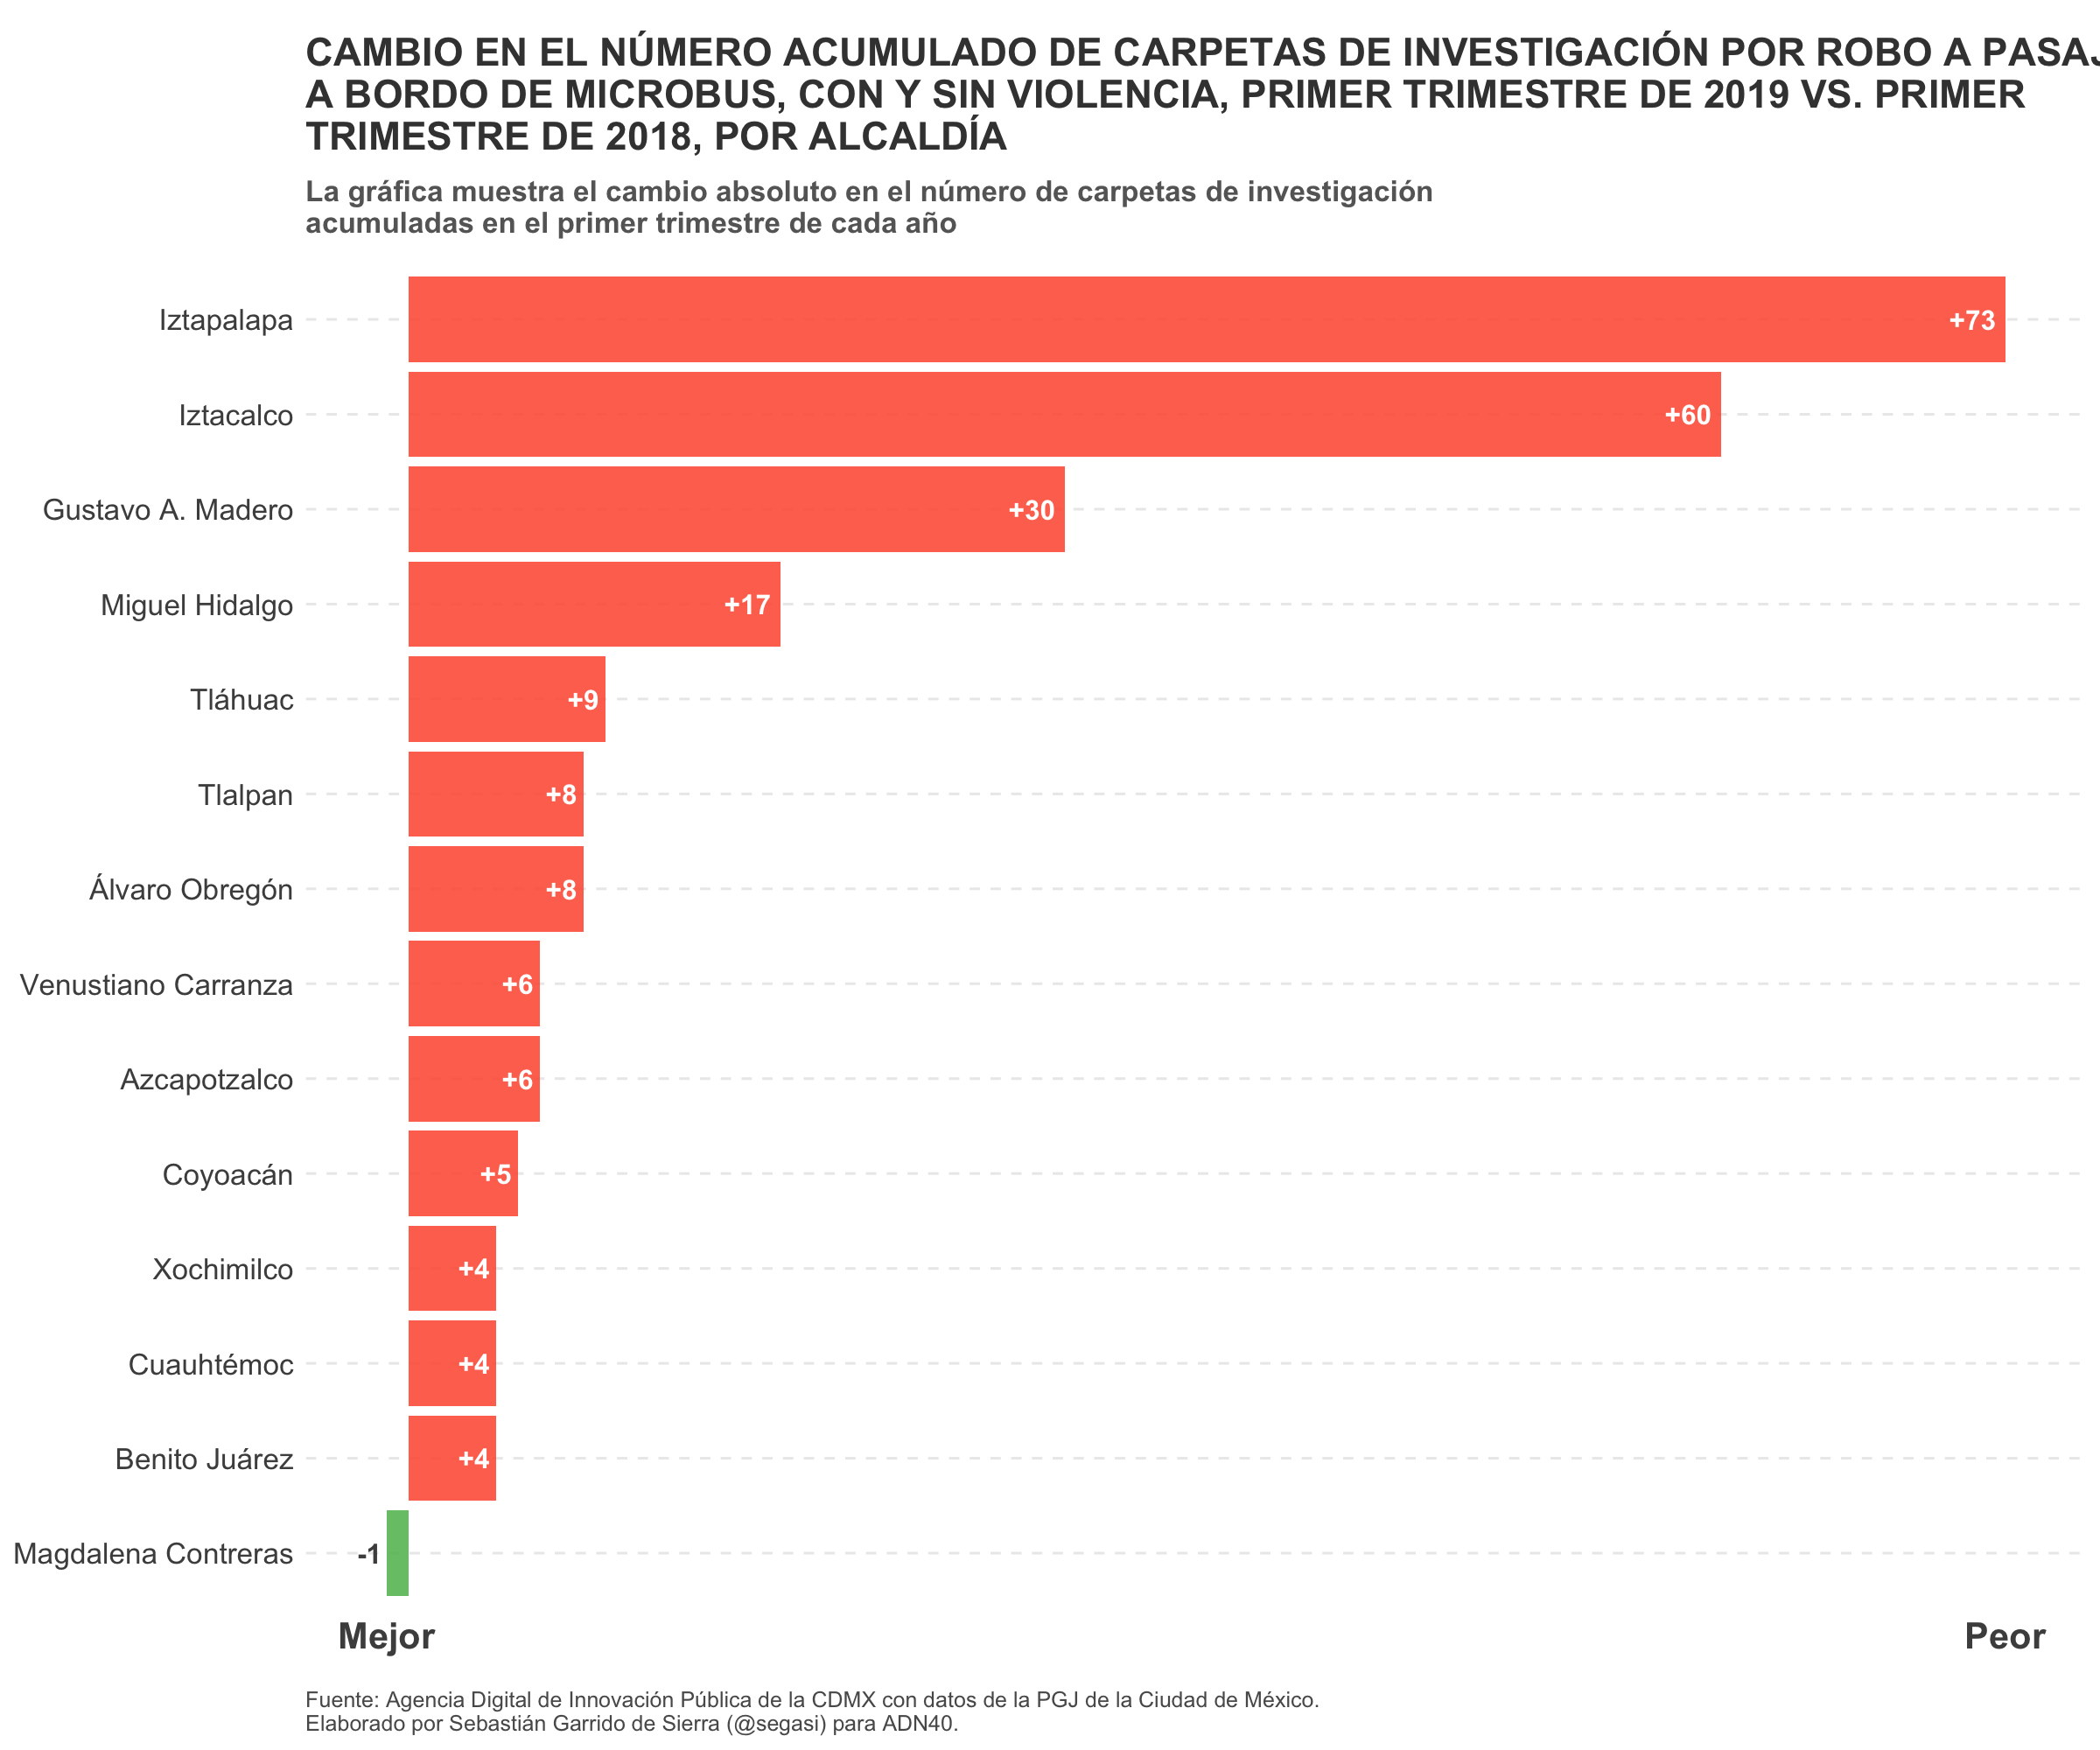 CAMBIO EN EL NÚMERO ACUMULADO DE CARPETAS DE INVESTIGACIÓN POR ROBO A
A BORDO DE MICROBUS, CON Y SIN VIOLENCIA, PRIMER TRIMESTRE DE 2019 VS. PRIMER
TRIMESTRE DE 2018, POR ALCALDÍA
La gráfica muestra el cambio absoluto en el número de carpetas de investigación
acumuladas en el primer trimestre de cada año
Iztapalapa +73
Iztacalco +60
Gustavo A. Madero +30
Miguel Hidalgo +17
Tláhuac +9
Tlalpan +8
Álvaro Obregón +8
Venustiano Carranza +6
Azcapotzalco +6
Coyoacán +5
Xochimilco +4
Cuauhtémoc +4
Benito Juárez +4
Magdalena Contreras -1
Mejor Peor
Fuente: Agencia Digital de Innovación Pública de la CDMX con datos de la PGJ de la Ciudad de México.
Elaborado por Sebastián Garrido de Sierra (@segasi) para ADN40.